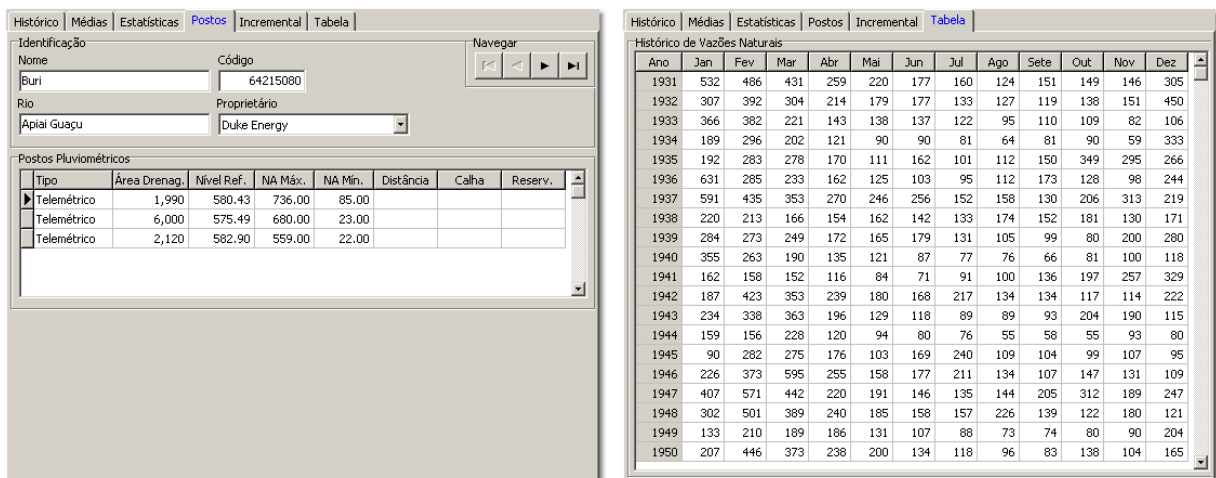 Histórico Médias Estatísticas Postos Incremental Tabela
Identificação
Navegar
Nome Código
Buri 64215080
Rio Proprietário
Apiai Guaçu Duke Energy
Postos Pluviométricos
Tipo Área Drenag. Nível Ref. NA Máx. NA Mín. Distância Calha Reserv.
Telemétrico 1,990 580.43 736.00 85.00
Telemétrico 6,000 575.49 680.00 23.00
Telemétrico 2,120 582.90 559.00 22.00
Histórico Médias Estatísticas Postos Incremental Tabela
Histórico de Vazões Naturais
Ano Jan Fev Mar Abr Mai Jun Jul Ago Sete Out Nov Dez
1931 532 486 431 259 220 177 160 124 151 149 146 305
1932 307 392 304 214 179 177 133 127 119 138 151 450
1933 366 382 221 143 138 137 122 95 110 109 82 106
1934 189 296 202 121 90 90 81 64 81 90 59 333
1935 192 283 278 170 111 162 101 112 150 349 295 266
1936 631 285 233 162 125 103 95 112 173 128 98 244
1937 591 435 353 270 246 256 152 158 130 206 313 219
1938 220 213 166 154 162 142 133 174 152 181 130 171
1939 284 273 249 172 165 179 131 105 99 80 200 280
1940 355 263 190 135 121 87 77 76 66 81 100 118
1941 162 158 152 116 84 71 91 100 136 197 257 329
1942 187 423 353 239 180 168 217 134 134 117 114 222
1943 234 338 363 196 129 118 89 89 93 204 190 115
1944 159 156 228 120 94 80 76 55 58 55 93 80
1945 90 282 275 176 103 169 240 109 104 99 107 95
1946 226 373 595 255 158 177 211 134 107 147 131 109
1947 407 571 442 220 191 146 135 144 205 312 189 247
1948 302 501 389 240 185 158 157 226 139 122 180 121
1949 133 210 189 186 131 107 88 73 74 80 90 204
1950 207 446 373 238 200 134 118 96 83 138 104 165